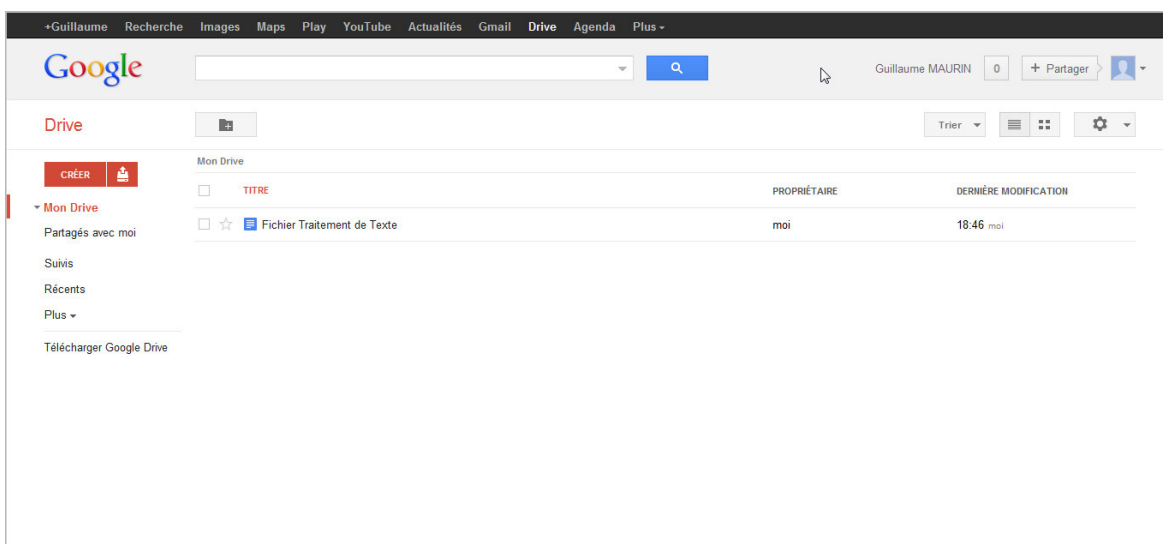 +Guillaume Recherche Images Maps Play YouTube Actualités Gmail Drive Agenda Plus
Google
Guillaume MAURIN 0 + Partager
Drive
Trier
CRÉER
Mon Drive
TITRE PROPRIÉTAIRE DERNIÈRE MODIFICATION
Mon Drive
Fichier Traitement de Texte moi 18:46 moi
Partagés avec moi
Suivis
Récents
Plus
Télécharger Google Drive